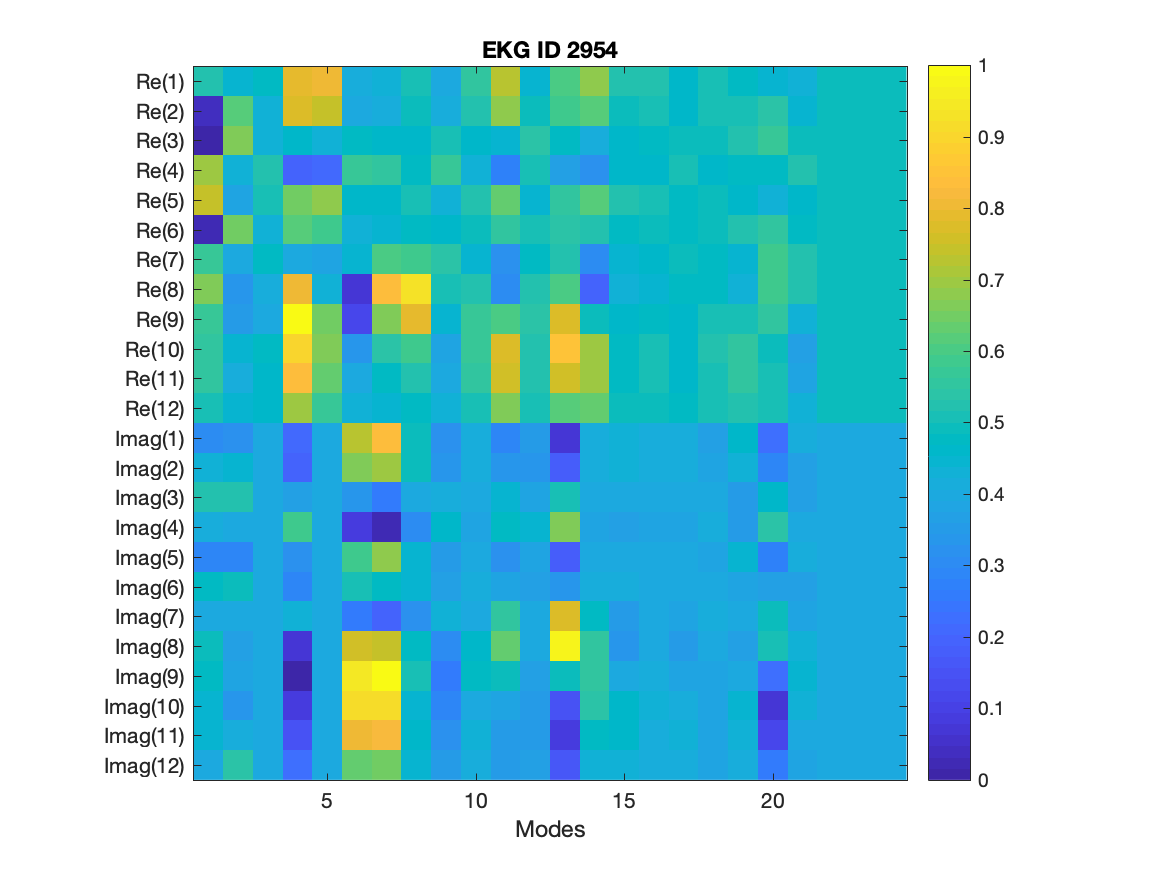 EKG ID 2954
Re(1)
Re(2)
Re(3)
Re(4)
Re(5)
Re(6)
Re(7)
Re(8)
Re(9)
Re(10)
Re(11)
Re(12)
Imag(1)
Imag(2)
Imag(3)
Imag(4)
Imag(5)
Imag(6)
Imag(7)
Imag(8)
Imag(9)
Imag(10)
Imag(11)
Imag(12)
5 10 15 20
Modes
1
0.9
0.8
0.7
0.6
0.5
0.4
0.3
0.2
0.1
0